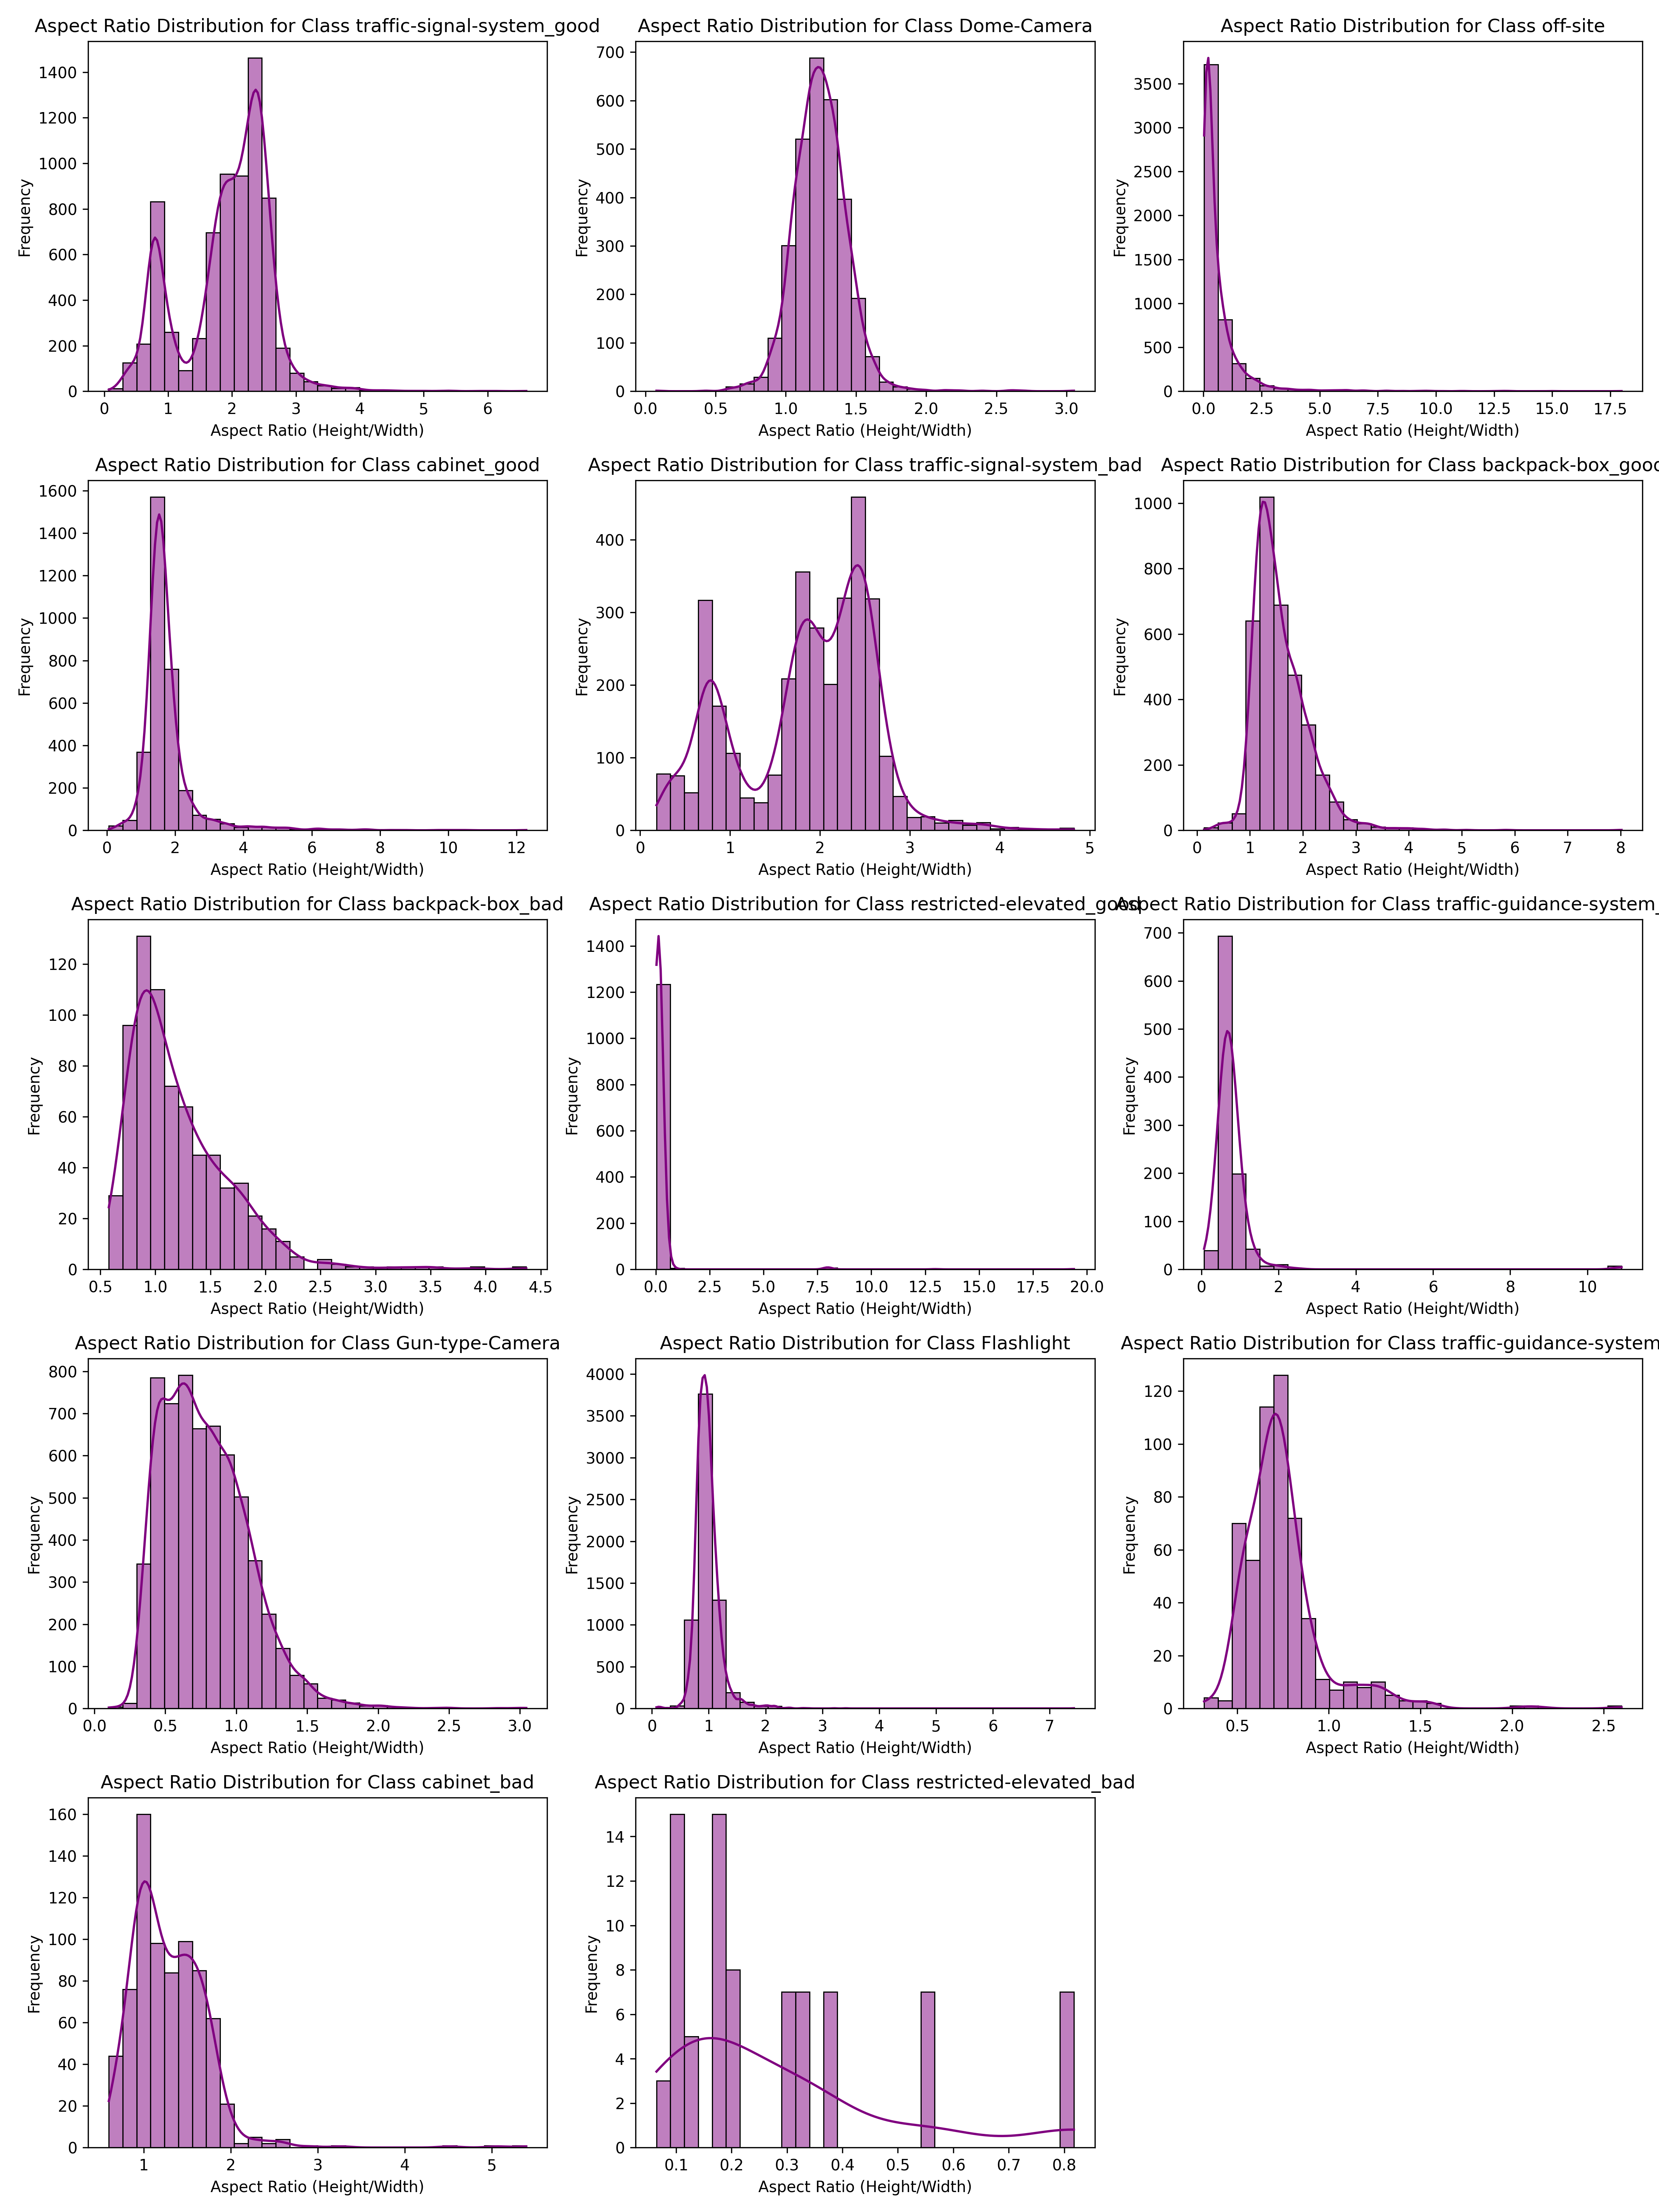 Aspect Ratio Distribution for Class traffic-signal-system_good
Frequency
1400
1200
1000
800
600
400
200
0
0 1 2 3 4 5 6
Aspect Ratio (Height/Width)
Aspect Ratio Distribution for Class Dome-Camera
Frequency
700
600
500
400
300
200
100
0
0.0 0.5 1.0 1.5 2.0 2.5 3.0
Aspect Ratio (Height/Width)
Aspect Ratio Distribution for Class off-site
Frequency
3500
3000
2500
2000
1500
1000
500
0
0.0 2.5 5.0 7.5 10.0 12.5 15.0 17.5
Aspect Ratio (Height/Width)
Aspect Ratio Distribution for Class cabinet_good
Frequency
1600
1400
1200
1000
800
600
400
200
0
0 2 4 6 8 10 12
Aspect Ratio (Height/Width)
Aspect Ratio Distribution for Class traffic-signal-system_bad
Frequency
400
300
200
100
0
0 1 2 3 4 5
Aspect Ratio (Height/Width)
Aspect Ratio Distribution for Class backpack-box_good
Frequency
1000
800
600
400
200
0
0 1 2 3 4 5 6 7 8
Aspect Ratio (Height/Width)
Aspect Ratio Distribution for Class backpack-box_bad
Frequency
120
100
80
60
40
20
0
0.5 1.0 1.5 2.0 2.5 3.0 3.5 4.0 4.5
Aspect Ratio (Height/Width)
Aspect Ratio Distribution for Class restricted-elevated_good
Frequency
1400
1200
1000
800
600
400
200
0
0.0 2.5 5.0 7.5 10.0 12.5 15.0 17.5 20.0
Aspect Ratio (Height/Width)
Aspect Ratio Distribution for Class traffic-guidance-system_
Frequency
700
600
500
400
300
200
100
0
0 2 4 6 8 10
Aspect Ratio (Height/Width)
Aspect Ratio Distribution for Class Gun-type-Camera
Frequency
800
700
600
500
400
300
200
100
0
0.0 0.5 1.0 1.5 2.0 2.5 3.0
Aspect Ratio (Height/Width)
Aspect Ratio Distribution for Class Flashlight
Frequency
4000
3500
3000
2500
2000
1500
1000
500
0
0 1 2 3 4 5 6 7
Aspect Ratio (Height/Width)
Aspect Ratio Distribution for Class traffic-guidance-system
Frequency
120
100
80
60
40
20
0
0.5 1.0 1.5 2.0 2.5
Aspect Ratio (Height/Width)
Aspect Ratio Distribution for Class cabinet_bad
Frequency
160
140
120
100
80
60
40
20
0
1 2 3 4 5
Aspect Ratio (Height/Width)
Aspect Ratio Distribution for Class restricted-elevated_bad
Frequency
14
12
10
8
6
4
2
0
0.1 0.2 0.3 0.4 0.5 0.6 0.7 0.8
Aspect Ratio (Height/Width)